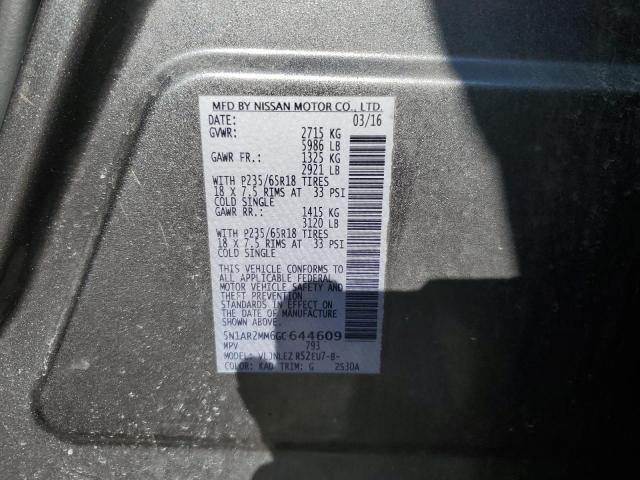 MFD BY NISSAN MOTOR CO., LTD.
DATE: 03/16
GVWR: 2715 KG
5986 LB
GAWR FR.: 1325 KG
2921 LB
WITH P235/65R18 TIRES
18 X 7.5 RIMS AT 33 PSI
COLD SINGLE
GAWR RR.: 1415 KG
3120 LB
WITH P235/65R18 TIRES
18 X 7.5 RIMS AT 33 PSI
COLD SINGLE
THIS VEHICLE CONFORMS TO
ALL APPLICABLE FEDERAL
MOTOR VEHICLE SAFETY AND
THEFT PREVENTION
STANDARDS IN EFFECT ON
THE DATE OF MANUFACTURE
SHOWN ABOVE.
5N1AR2MM6GC644609
MPV 793
MODEL: VLJNLEZ R52EU7-B-
COLOR: KAD TRIM: G 2S30A